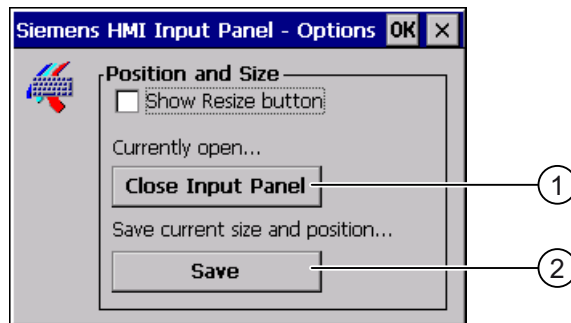 Siemens HMI Input Panel - Options OK ×
Position and Size
Show Resize button
Currently open...
Close Input Panel
1
Save current size and position...
Save
2